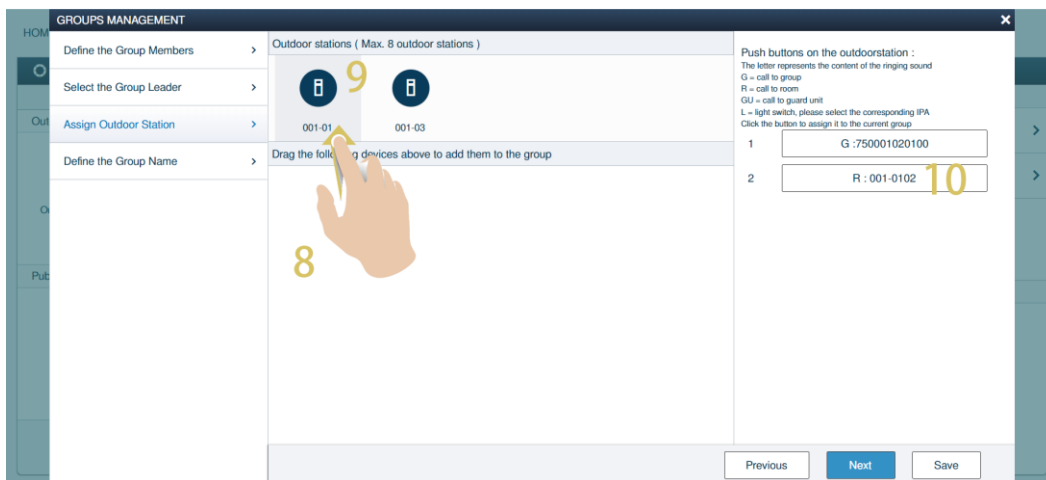 GROUPS MANAGEMENT
×
HOM
Define the Group Members >
Select the Group Leader >
Assign Outdoor Station >
Define the Group Name >
O
Out
Pub
Outdoor stations ( Max. 8 outdoor stations )
9
001-01
001-03
Drag the following devices above to add them to the group
8
Push buttons on the outdoorstation :
The letter represents the content of the ringing sound
G = call to group
R = call to room
GU = call to guard unit
L = light switch, please select the corresponding IPA
Click the button to assign it to the current group
1 G :750001020100
2 R : 001-0102
10
Previous Next Save